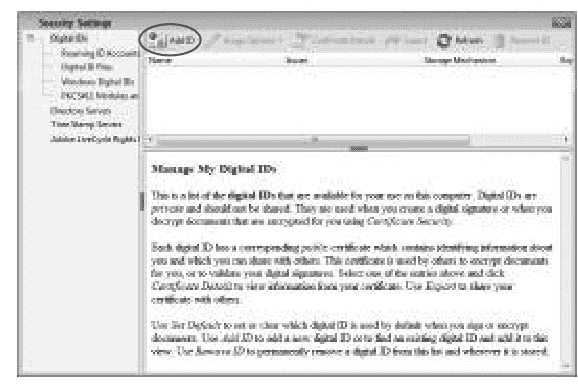 Security Settings
Digital IDs
Roaming ID Accounts
Digital ID Files
Windows Digital IDs
PKCS#11 Modules an
Directory Servers
Time Stamp Servers
Adobe LiveCycle Rights
Add ID
Usage Options
Certificate Details
Export
Refresh
Remove ID
Name
Issuer
Storage Mechanism
Exp
Manage My Digital IDs
This is a list of the digital IDs that are available for your use on this computer. Digital IDs are
private and should not be shared. They are used when you create a digital signature or when you
decrypt documents that are encrypted for you using Certificate Security.
Each digital ID has a corresponding public certificate which contains identifying information about
you and which you can share with others. This certificate is used by others to encrypt documents
for you, or to validate your digital signatures. Select one of the entries above and click
Certificate Details to view information from your certificate. Use Export to share your
certificate with others.
Use Set Default to set or clear which digital ID is used by default when you sign or encrypt
documents. Use Add ID to add a new digital ID or to find an existing digital ID and add it to this
view. Use Remove ID to permanently remove a digital ID from this list and wherever it is stored.